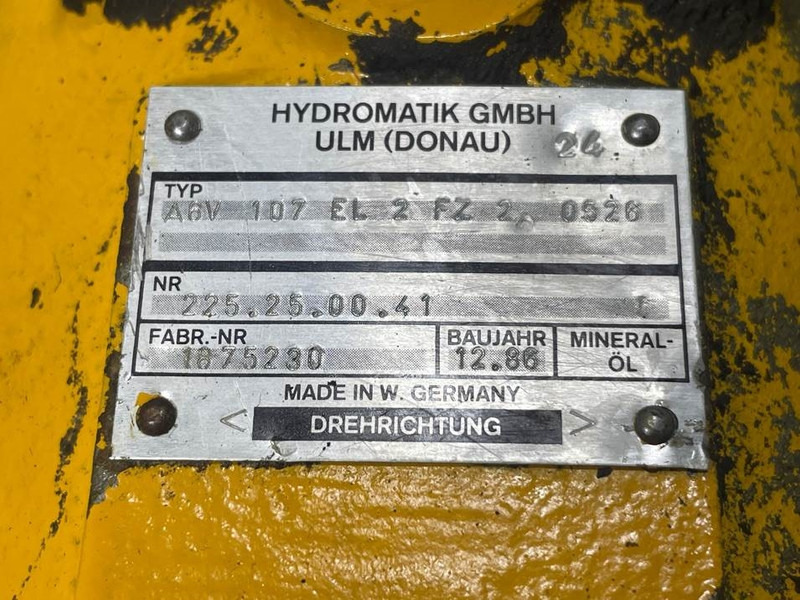 HYDROMATIK GMBH
ULM (DONAU) 24
TYP
A6V 107 EL 2 FZ 2, 0526
NR
225.25.00.41
FABR.-NR
1875230
BAUJAHR
12.86
MINERAL-
ÖL
MADE IN W. GERMANY
< DREHRICHTUNG >